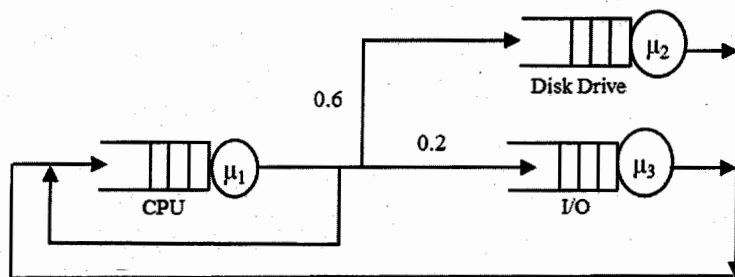 μ2
Disk Drive
0.6
0.2
μ1
CPU
μ3
I/O